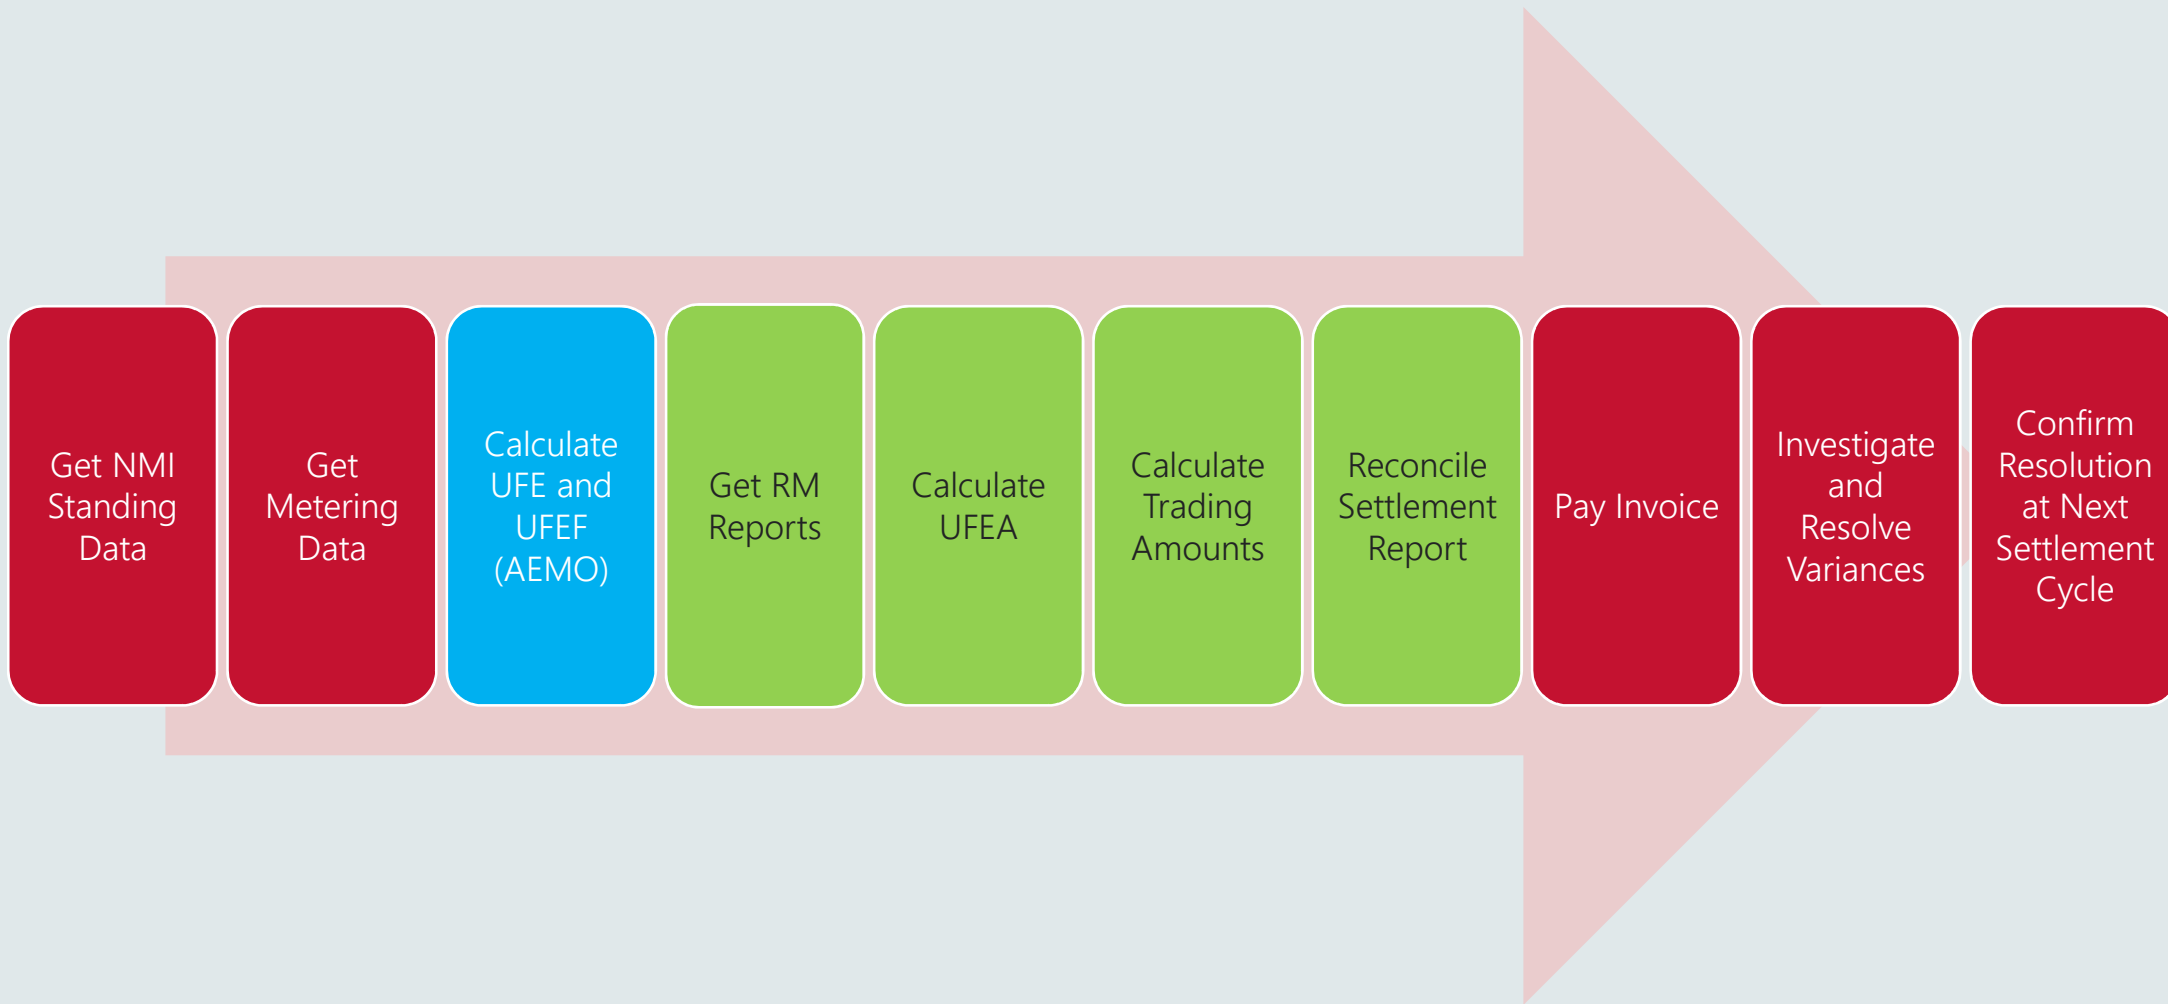 Get NMI
Standing
Data
Get
Metering
Data
Calculate
UFE and
UFEF
(AEMO)
Get RM
Reports
Calculate
UFEA
Calculate
Trading
Amounts
Reconcile
Settlement
Report
Pay Invoice
Investigate
and
Resolve
Variances
Confirm
Resolution
at Next
Settlement
Cycle